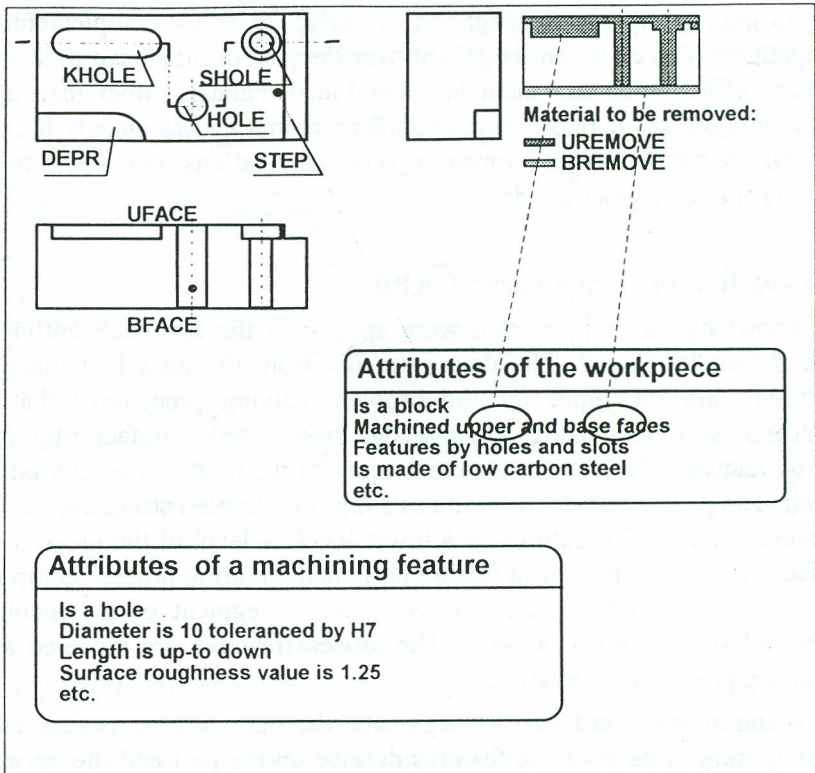 KHOLE
SHOLE
HOLE
DEPR
STEP
Material to be removed:
UREMOVE
BREMOVE
UFACE
BFACE
Attributes of the workpiece
Is a block
Machined upper and base fades
Features by holes and slots
Is made of low carbon steel
etc.
Attributes of a machining feature
Is a hole
Diameter is 10 toleranced by H7
Length is up-to down
Surface roughness value is 1.25
etc.